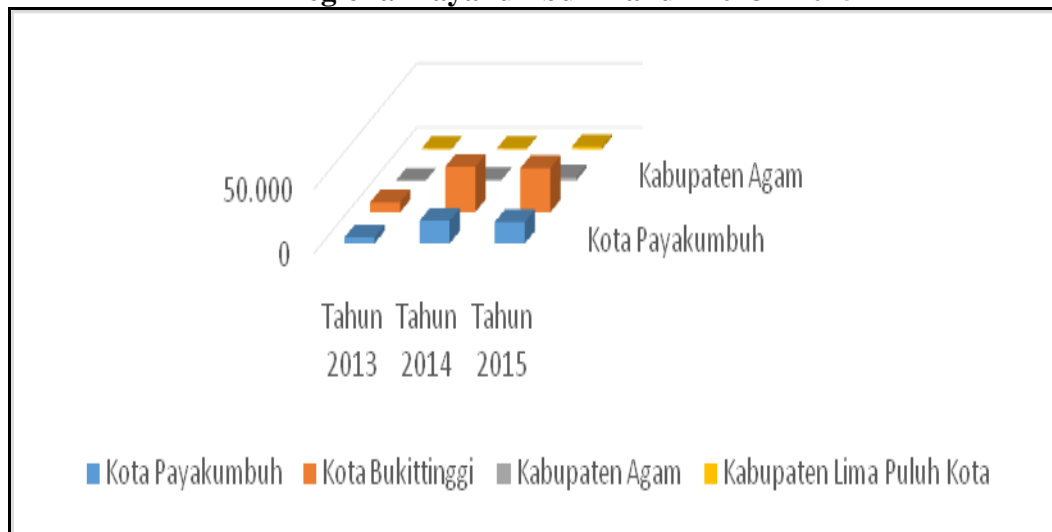 50.000
0
Kabupaten Agam
Kota Payakumbuh
Tahun Tahun Tahun
2013 2014 2015
Kota Payakumbuh Kota Bukittinggi Kabupaten Agam Kabupaten Lima Puluh Kota